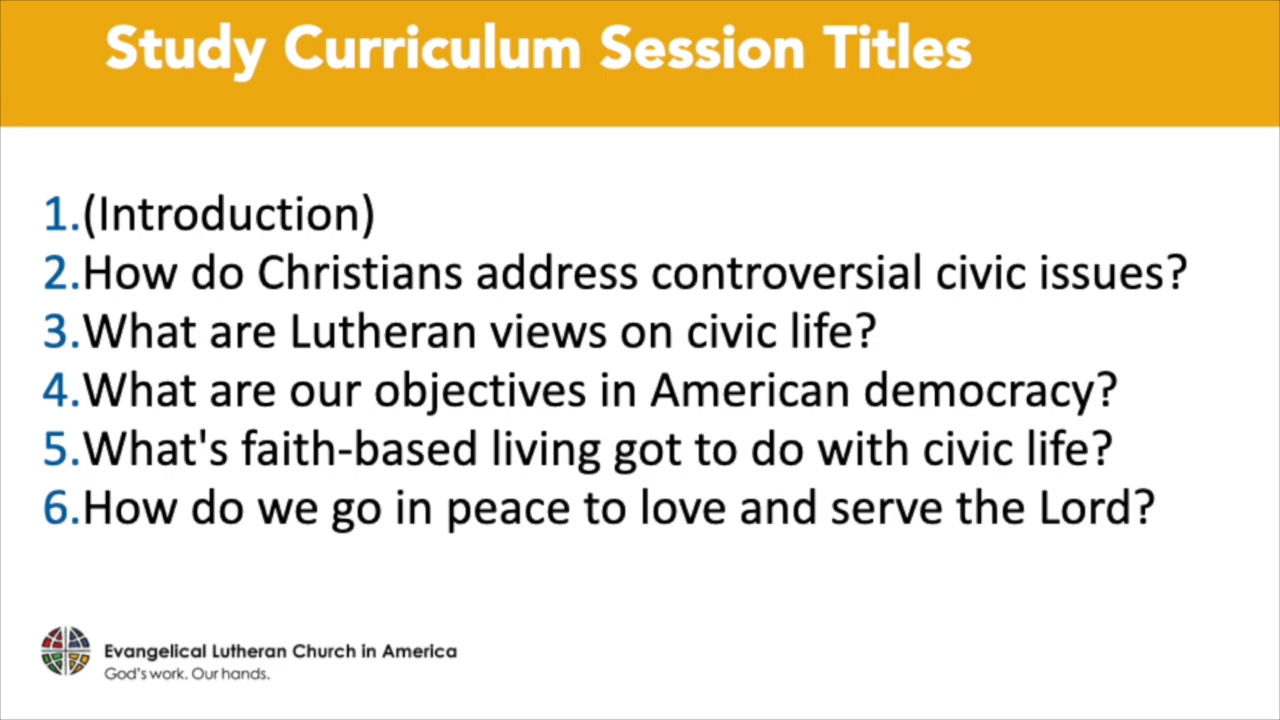 Study Curriculum Session Titles
1.(Introduction)
2.How do Christians address controversial civic issues?
3.What are Lutheran views on civic life?
4.What are our objectives in American democracy?
5.What's faith-based living got to do with civic life?
6.How do we go in peace to love and serve the Lord?
Evangelical Lutheran Church in America
God's work. Our hands.